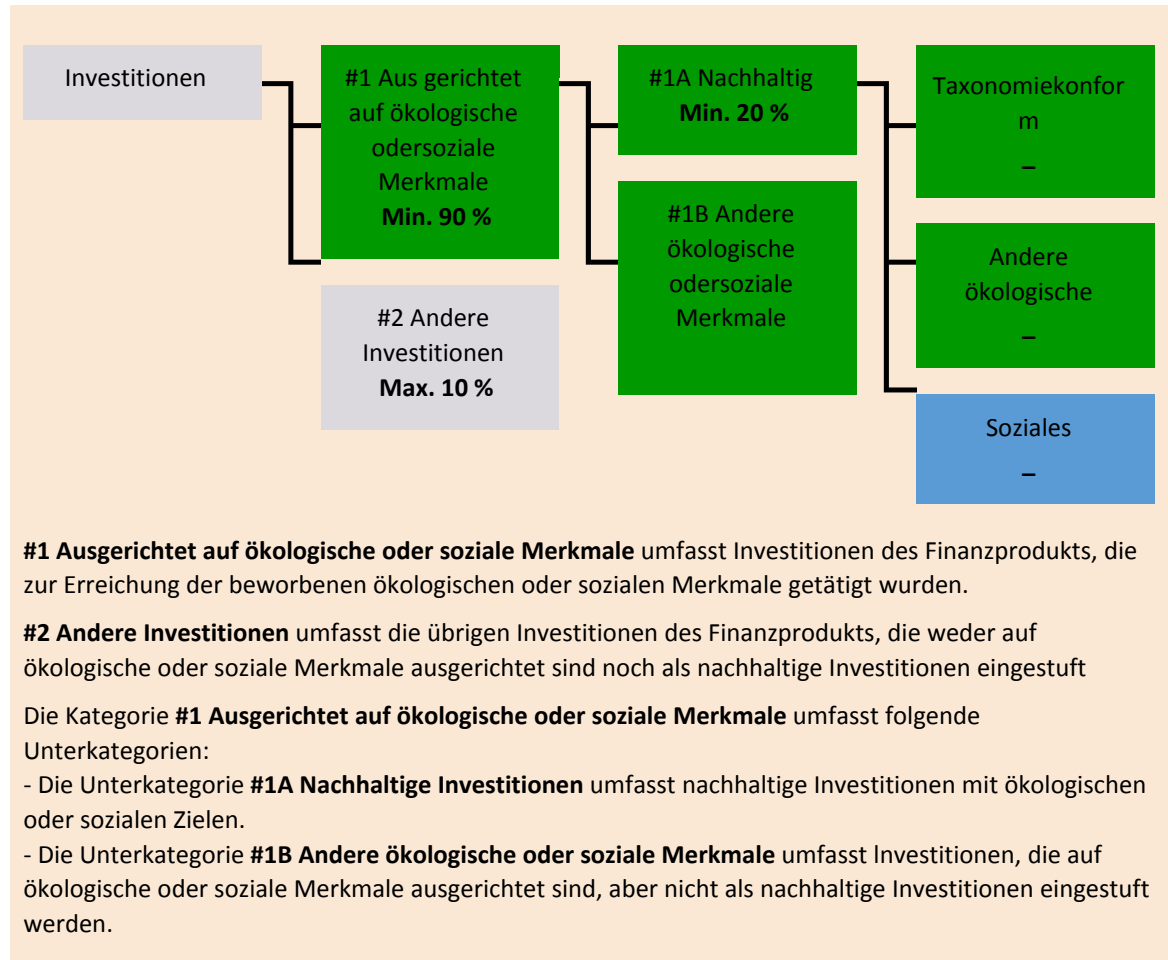 Investitionen
#1 Aus gerichtet
auf ökologische
odersoziale
Merkmale
Min. 90 %
#2 Andere
Investitionen
Max. 10 %
#1A Nachhaltig
Min. 20 %
#1B Andere
ökologische
odersoziale
Merkmale
Taxonomiekonfor
m
–
Andere
ökologische
–
Soziales
–
#1 Ausgerichtet auf ökologische oder soziale Merkmale umfasst Investitionen des Finanzprodukts, die
zur Erreichung der beworbenen ökologischen oder sozialen Merkmale getätigt wurden.
#2 Andere Investitionen umfasst die übrigen Investitionen des Finanzprodukts, die weder auf
ökologische oder soziale Merkmale ausgerichtet sind noch als nachhaltige Investitionen eingestuft
Die Kategorie #1 Ausgerichtet auf ökologische oder soziale Merkmale umfasst folgende
Unterkategorien:
- Die Unterkategorie #1A Nachhaltige Investitionen umfasst nachhaltige Investitionen mit ökologischen
oder sozialen Zielen.
- Die Unterkategorie #1B Andere ökologische oder soziale Merkmale umfasst lnvestitionen, die auf
ökologische oder soziale Merkmale ausgerichtet sind, aber nicht als nachhaltige Investitionen eingestuft
werden.